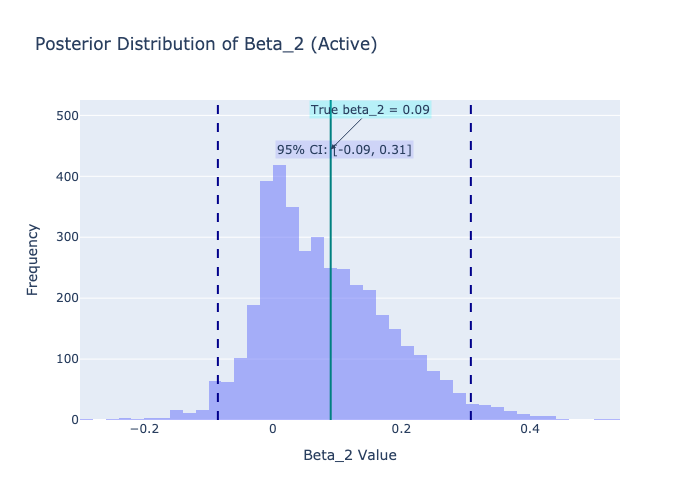 Posterior Distribution of Beta_2 (Active)
True beta_2 = 0.09
95% CI: [-0.09, 0.31]
500
400
300
200
100
0
Frequency
−0.2
0
0.2
0.4
Beta_2 Value